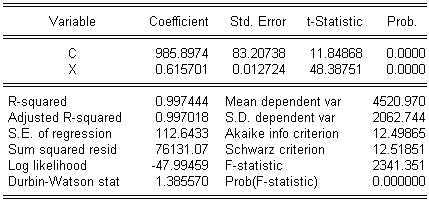 Variable Coefficient Std. Error t-Statistic Prob.
C 985.8974 83.20738 11.84868 0.0000
X 0.615701 0.012724 48.38751 0.0000
R-squared 0.997444 Mean dependent var 4520.970
Adjusted R-squared 0.997018 S.D. dependent var 2062.744
S.E. of regression 112.6433 Akaike info criterion 12.49865
Sum squared resid 76131.07 Schwarz criterion 12.51851
Log likelihood -47.99459 F-statistic 2341.351
Durbin-Watson stat 1.385570 Prob(F-statistic) 0.000000